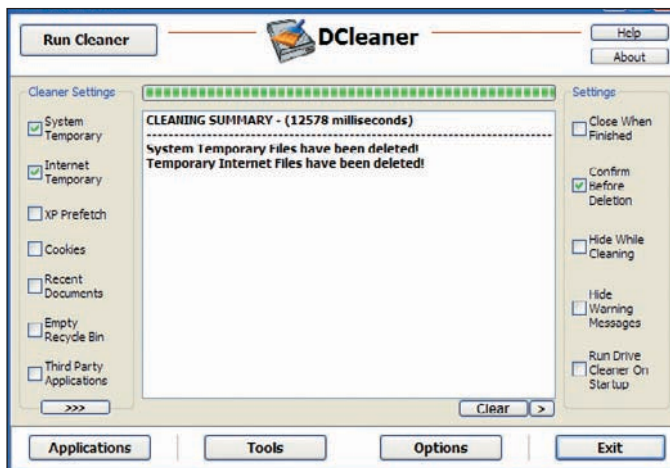 Run Cleaner
DCleaner
Help
About
Cleaner Settings
System
Temporary
Internet
Temporary
XP Prefetch
Cookies
Recent
Documents
Empty
Recycle Bin
Third Party
Applications
>>>
CLEANING SUMMARY - (12578 milliseconds)
--------------------------------------------------------------------------------
System Temporary Files have been deleted!
Temporary Internet Files have been deleted!
Clear
>
Settings
Close When
Finished
Confirm
Before
Deletion
Hide While
Cleaning
Hide
Warning
Messages
Run Drive
Cleaner On
Startup
Applications
Tools
Options
Exit